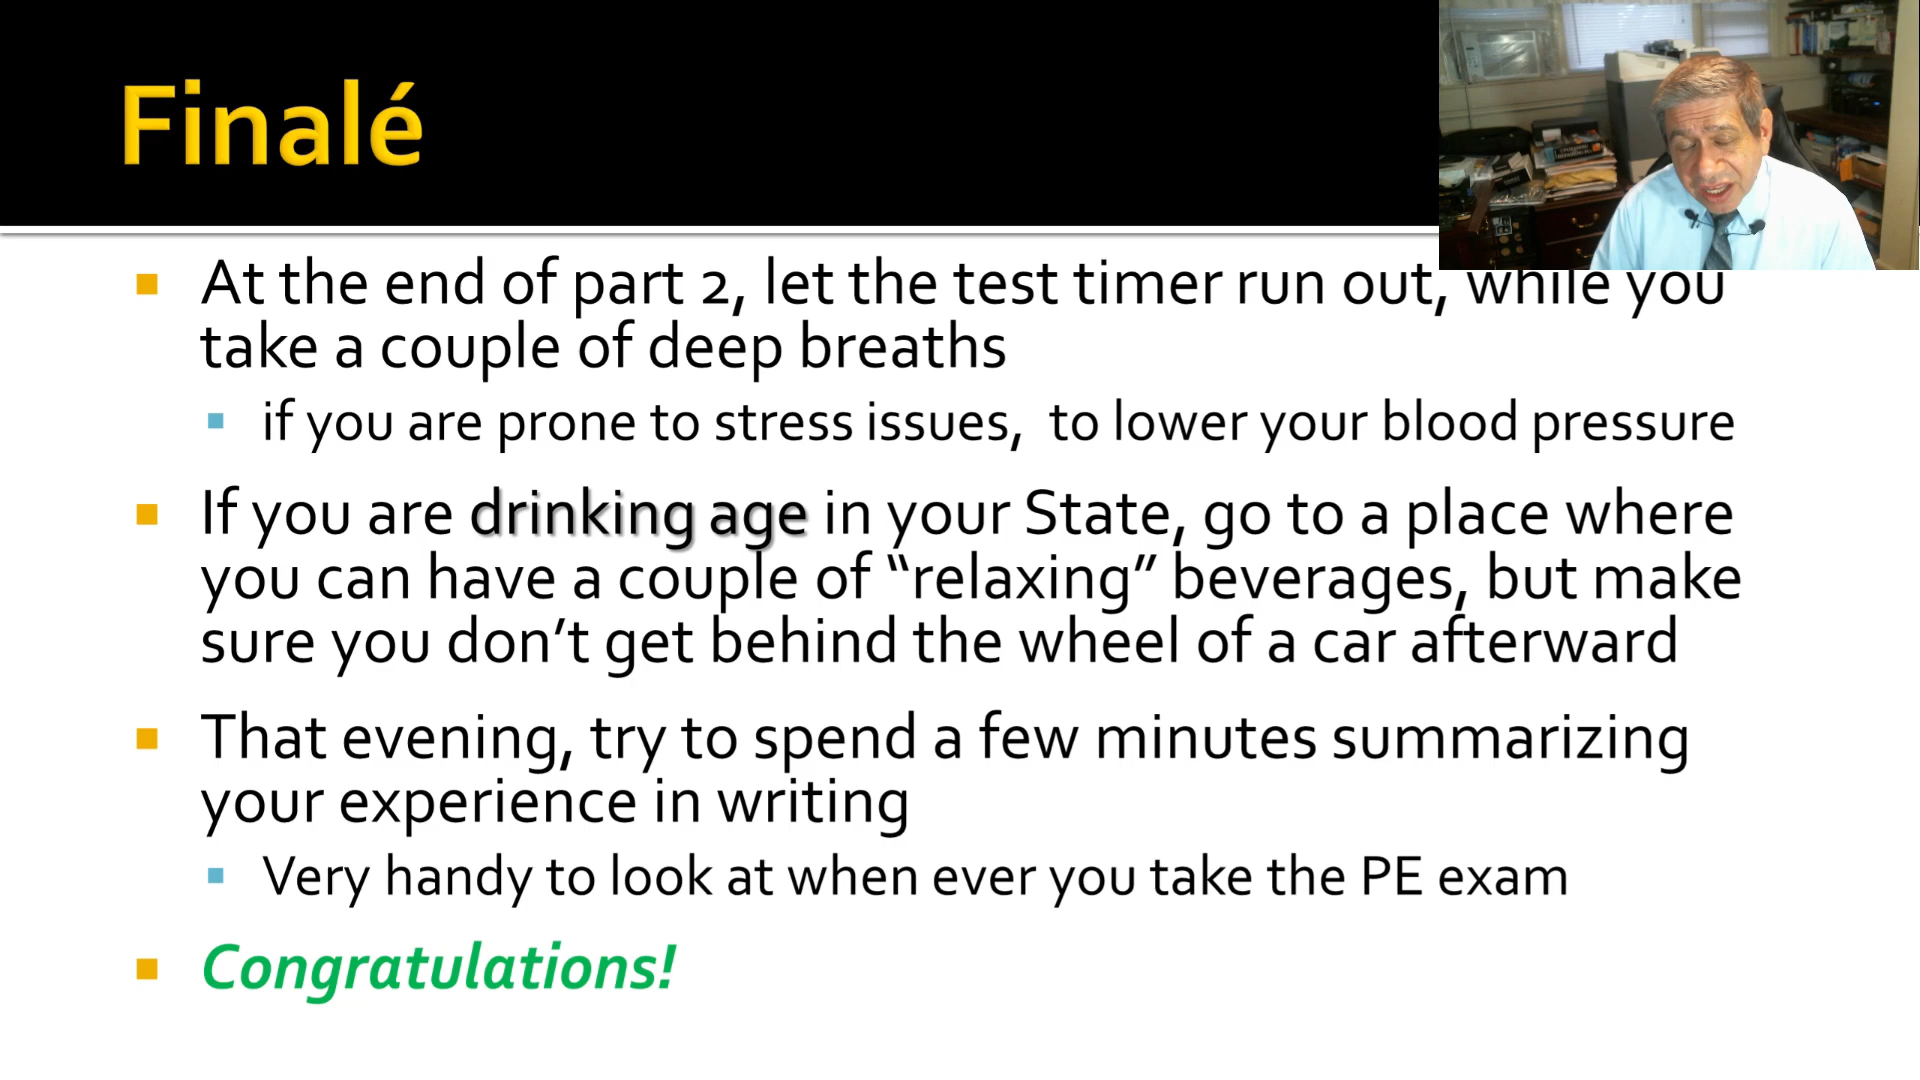 Finalé
At the end of part 2, let the test timer run out, while you
take a couple of deep breaths
if you are prone to stress issues,  to lower your blood pressure
If you are drinking age in your State, go to a place where
you can have a couple of “relaxing” beverages, but make
sure you don’t get behind the wheel of a car afterward
That evening, try to spend a few minutes summarizing
your experience in writing
Very handy to look at when ever you take the PE exam
Congratulations!